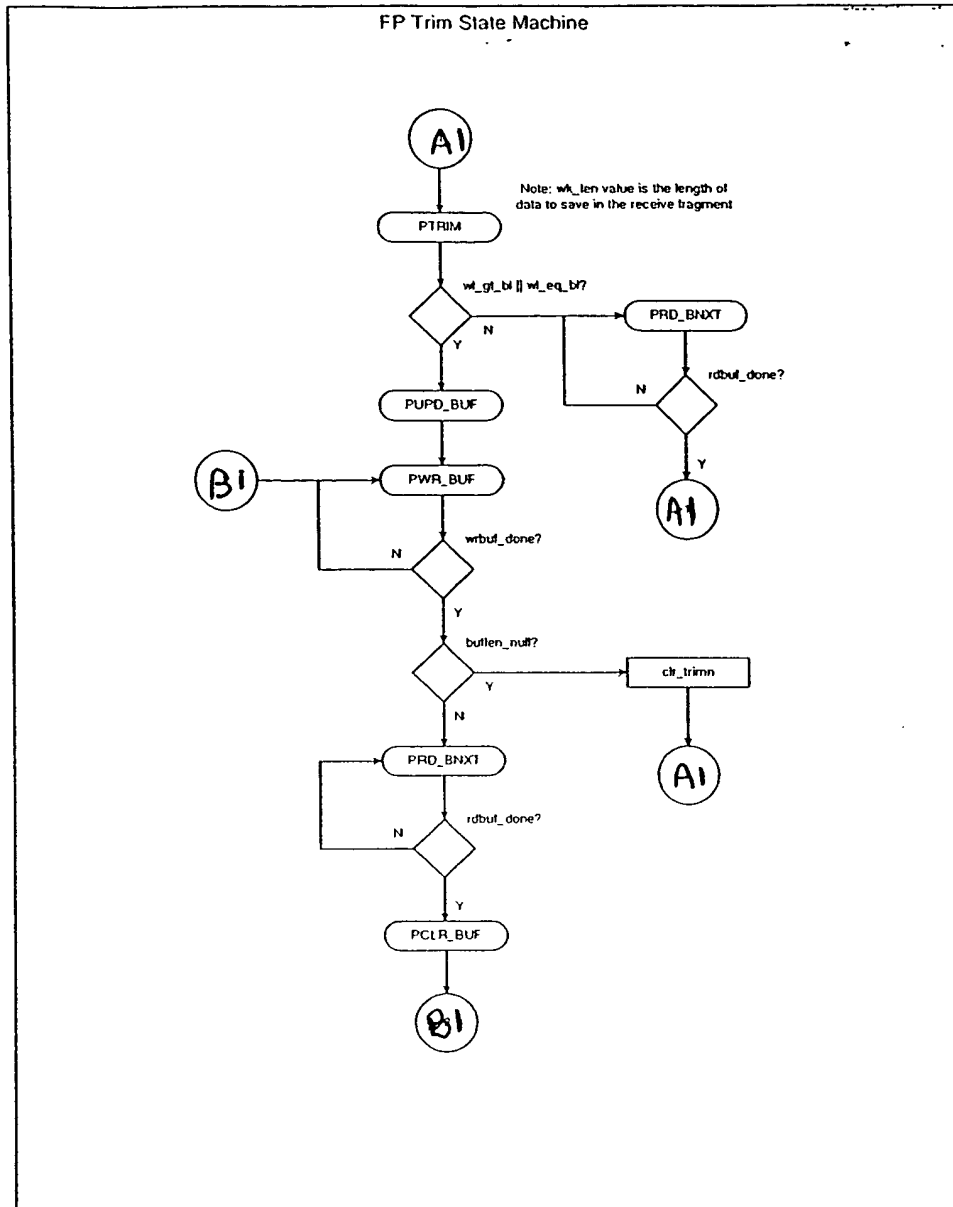 FP Trim State Machine
A1
Note: wk_len value is the length of
data to save in the receive fragment
PTRIM
wl_gt_bl || wl_eq_bl?
N
Y
PRD_BNXT
rdbuf_done?
N
Y
A1
PUPD_BUF
B1
PWR_BUF
wrbuf_done?
N
Y
buflen_null?
Y
clr_trimn
N
A1
PRD_BNXT
rdbuf_done?
N
Y
PCLR_BUF
B1